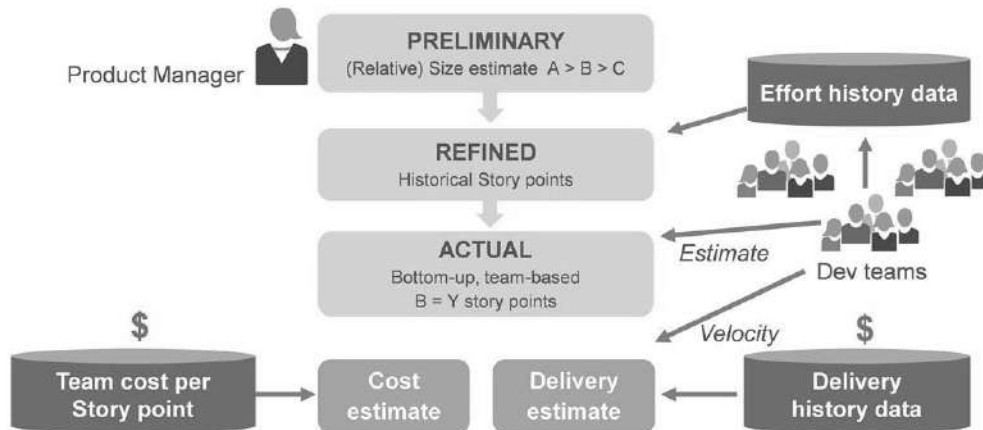 PRELIMINARY
(Relative) Size estimate A > B > C
Product Manager
Effort history data
REFINED
Historical Story points
ACTUAL
Bottom-up, team-based
B = Y story points
Estimate
Dev teams
Velocity
$
$
Team cost per
Story point
Cost
estimate
Delivery
estimate
Delivery
history data